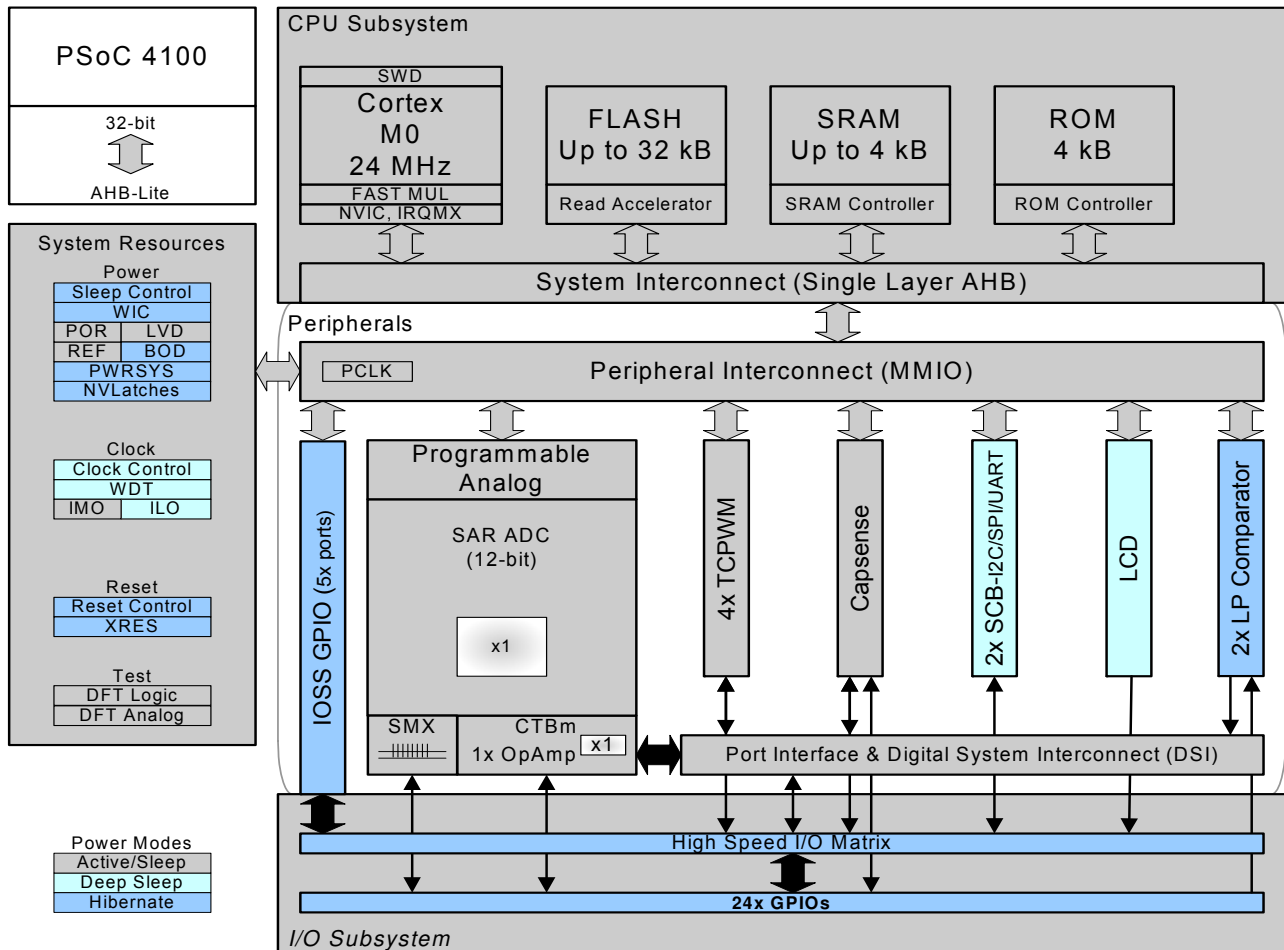 PSoC 4100
32-bit
AHB-Lite
CPU Subsystem
SWD
Cortex
M0
24 MHz
FAST MUL
NVIC, IRQMX
FLASH
Up to 32 kB
Read Accelerator
SRAM
Up to 4 kB
SRAM Controller
ROM
4 kB
ROM Controller
System Interconnect (Single Layer AHB)
System Resources
Power
Sleep Control
WIC
POR LVD
REF BOD
PWRSYS
NVLatches
Clock
Clock Control
WDT
IMO ILO
Reset
Reset Control
XRES
Test
DFT Logic
DFT Analog
Peripherals
PCLK
Peripheral Interconnect (MMIO)
IOSS GPIO (5x ports)
Programmable
Analog
SAR ADC
(12-bit)
x1
SMX
CTBm
1x OpAmp
x1
4x TCPWM
Capsense
2x SCB-I2C/SPI/UART
LCD
2x LP Comparator
Port Interface & Digital System Interconnect (DSI)
Power Modes
Active/Sleep
Deep Sleep
Hibernate
High Speed I/O Matrix
24x GPIOs
I/O Subsystem